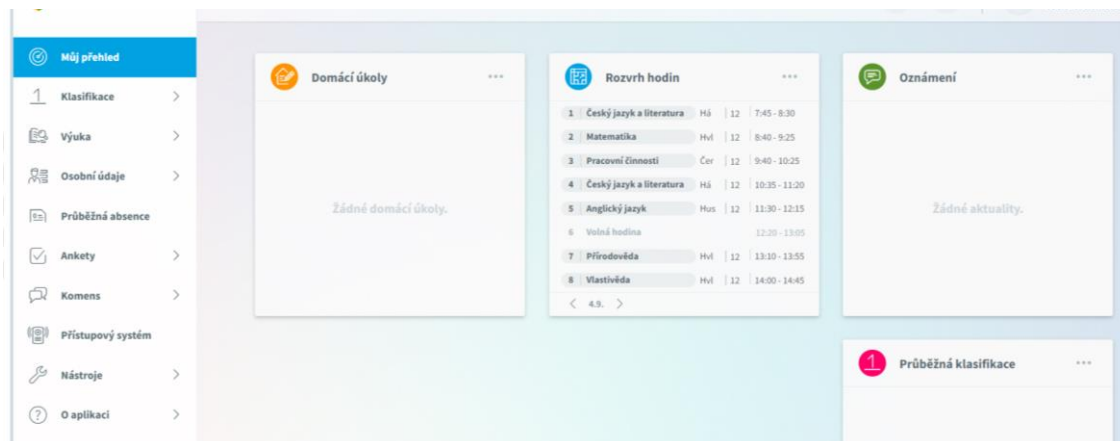 Můj přehled
Klasifikace
Výuka
Osobní údaje
Průběžná absence
Ankety
Komens
Přístupový systém
Nástroje
O aplikaci
Domácí úkoly
Žádné domácí úkoly.
Rozvrh hodin
1 Český jazyk a literatura Há 12 7:45 - 8:30
2 Matematika Hvl 12 8:40 - 9:25
3 Pracovní činnosti Čer 12 9:40 - 10:25
4 Český jazyk a literatura Há 12 10:35 - 11:20
5 Anglický jazyk Hus 12 11:30 - 12:15
6 Volná hodina 12:20 - 13:05
7 Přírodověda Hvl 12 13:10 - 13:55
8 Vlastivěda Hvl 12 14:00 - 14:45
4.9.
Oznámení
Žádné aktuality.
1 Průběžná klasifikace